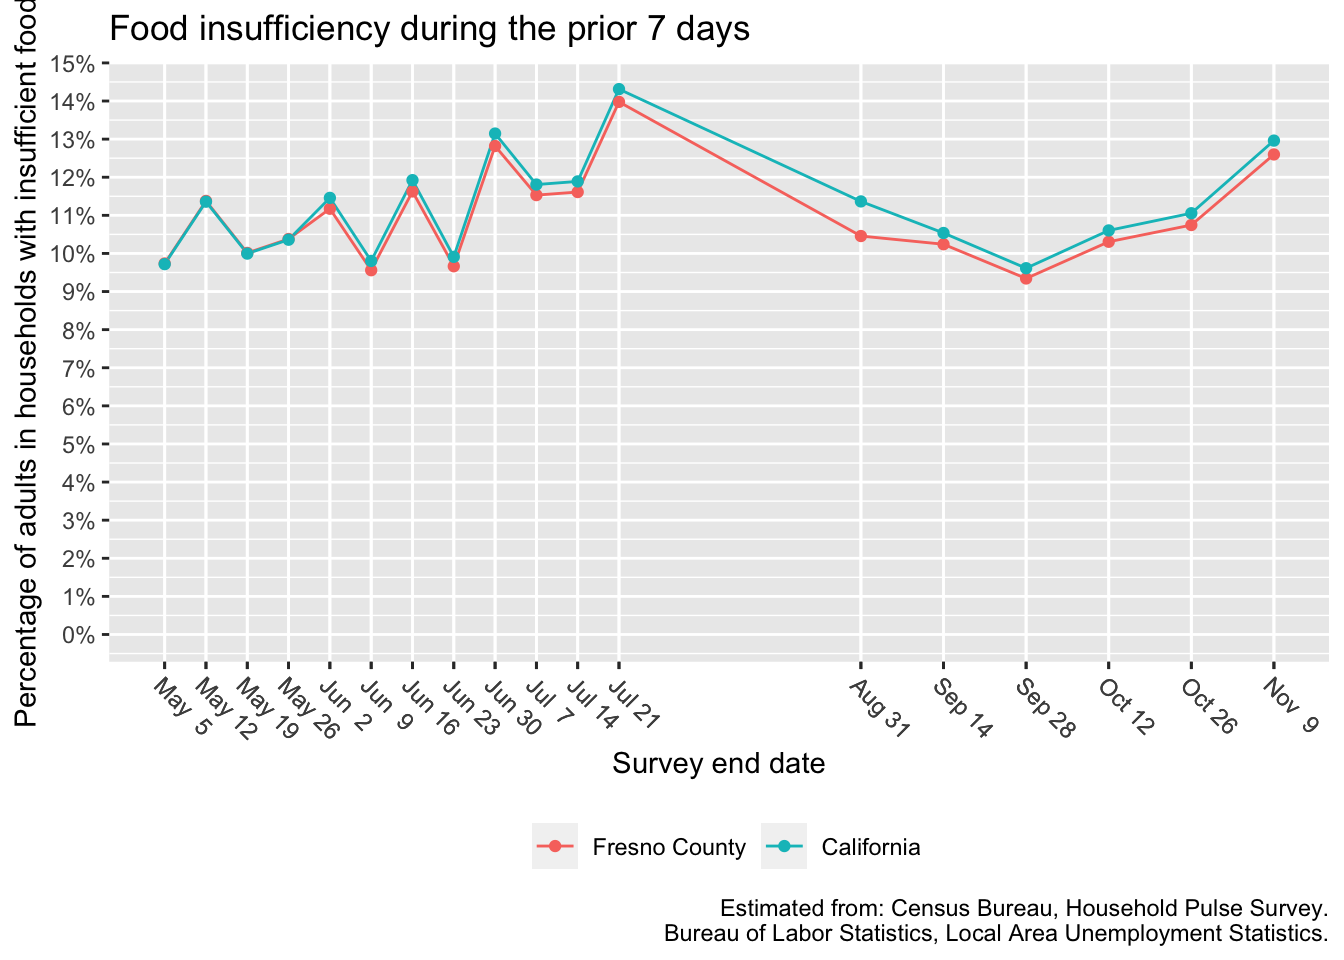 Food insufficiency during the prior 7 days
Percentage of adults in households with insufficient food
15%
14%
13%
12%
11%
10%
9%
8%
7%
6%
5%
4%
3%
2%
1%
0%
May 5
May 12
May 19
May 26
Jun 2
Jun 9
Jun 16
Jun 23
Jun 30
Jul 7
Jul 14
Jul 21
Aug 31
Sep 14
Sep 28
Oct 12
Oct 26
Nov 9
Survey end date
Fresno County
California
Estimated from: Census Bureau, Household Pulse Survey.
Bureau of Labor Statistics, Local Area Unemployment Statistics.